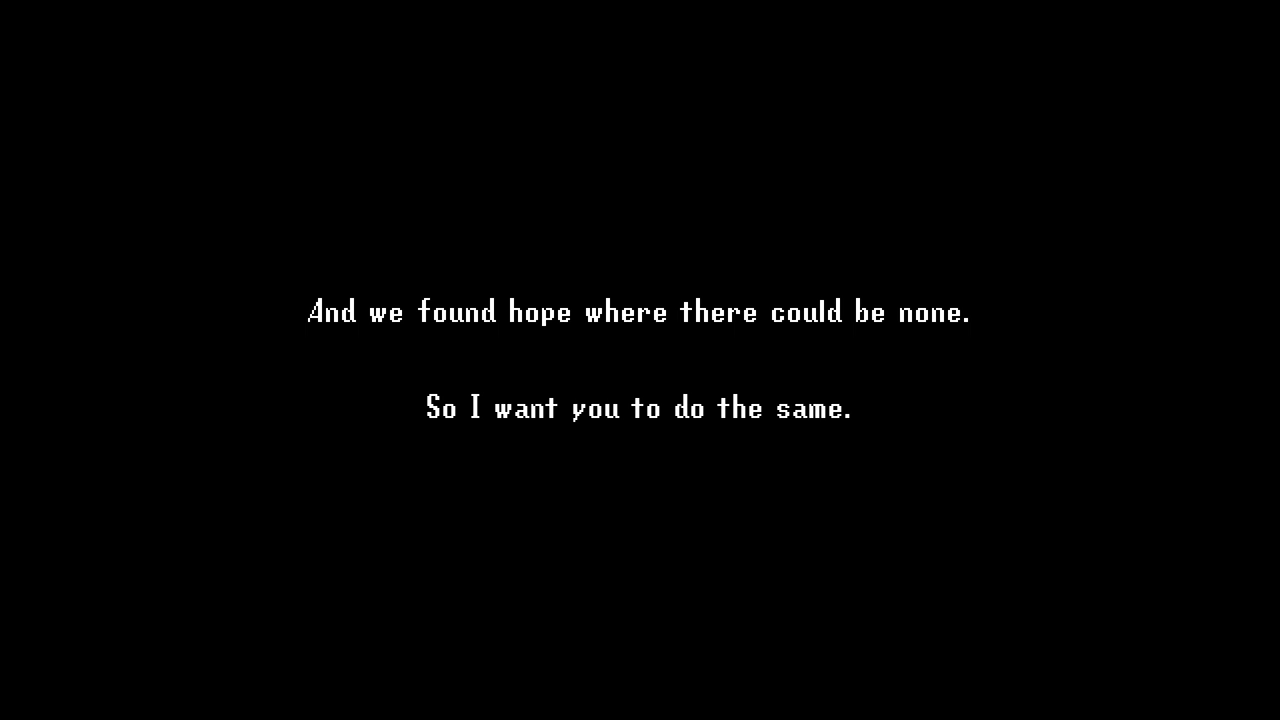 And we found hope where there could be none.
So I want you to do the same.